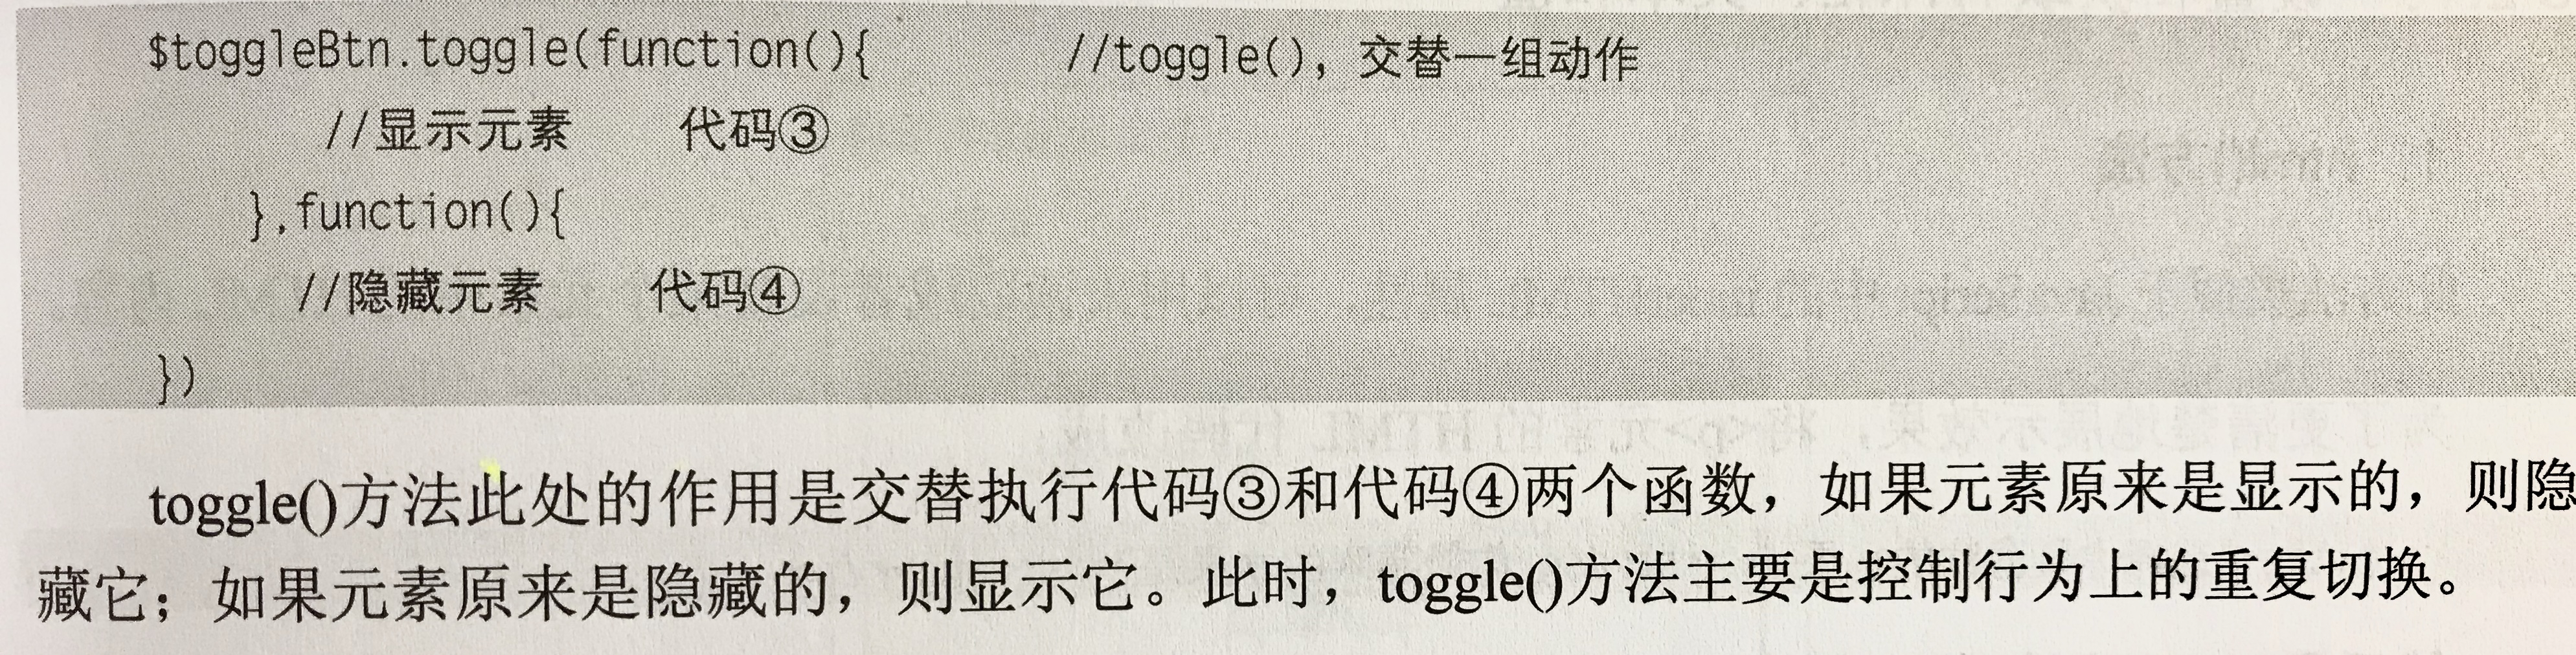 $toggleBtn.toggle(function(){ //toggle(), 交替一组动作
//显示元素 代码③
},function(){
//隐藏元素 代码④
})
toggle()方法此处的作用是交替执行代码③和代码④两个函数，如果元素原来是显示的，则隐
藏它；如果元素原来是隐藏的，则显示它。此时，toggle()方法主要是控制行为上的重复切换。